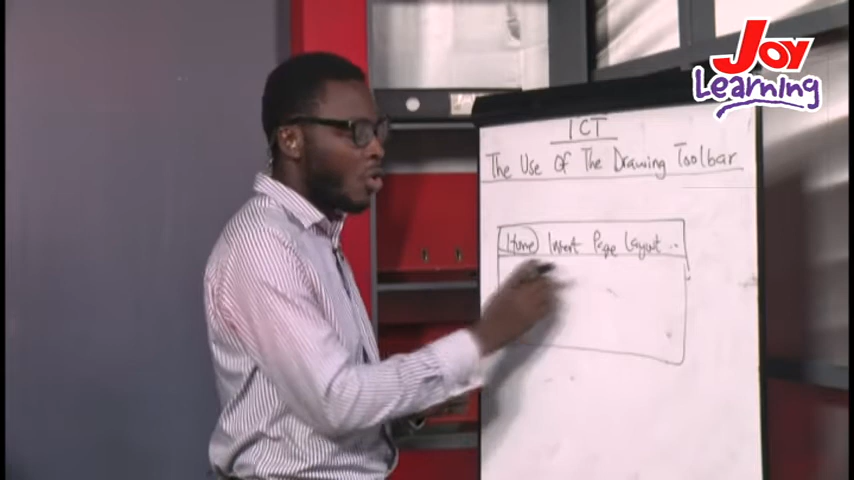 Joy
Learning
ICT
The Use Of The Drawing Toolbar
Home Insert Page Layout ...